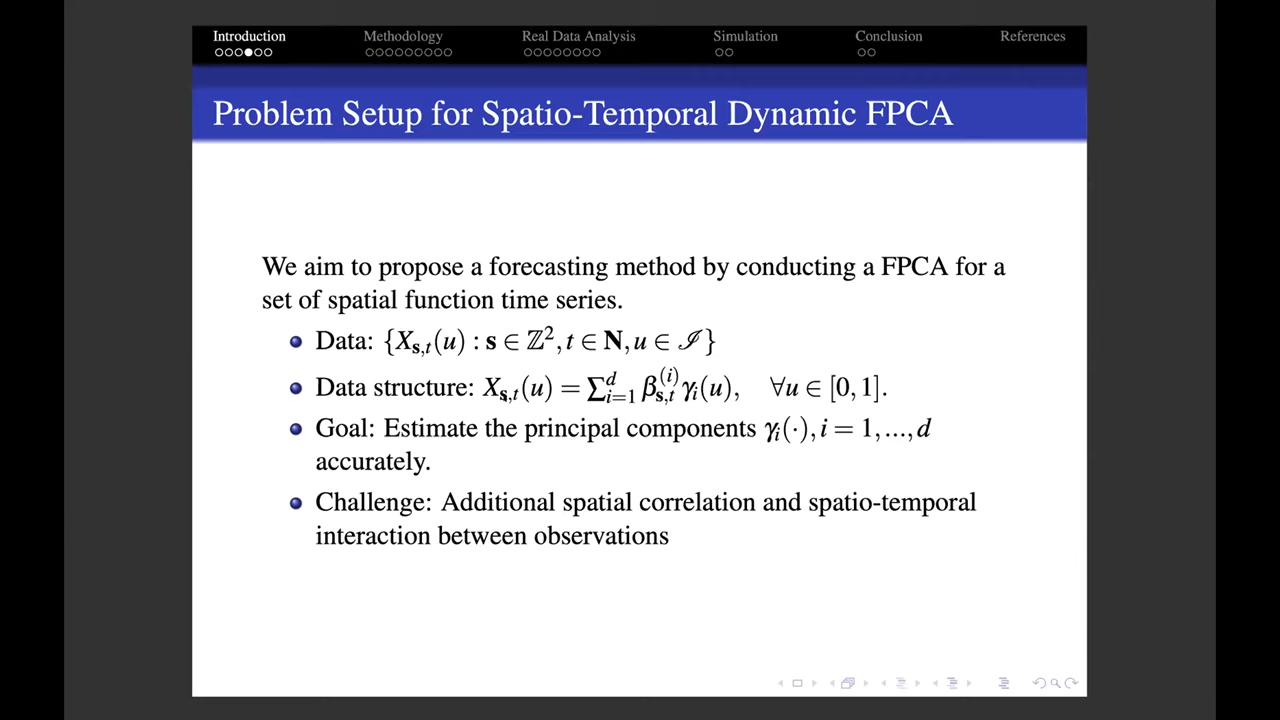 Introduction Methodology Real Data Analysis Simulation Conclusion References
Problem Setup for Spatio-Temporal Dynamic FPCA
We aim to propose a forecasting method by conducting a FPCA for a
set of spatial function time series.
Data: {X_{𝐬,t}(u) : 𝐬 ∈ ℤ², t ∈ 𝐍, u ∈ ℐ}
Data structure: X_{𝐬,t}(u) = ∑_{i=1}^{d} β_{𝐬,t}^{(i)} γ_i(u), ∀u ∈ [0, 1].
Goal: Estimate the principal components γ_i(·), i = 1, ..., d
accurately.
Challenge: Additional spatial correlation and spatio-temporal
interaction between observations